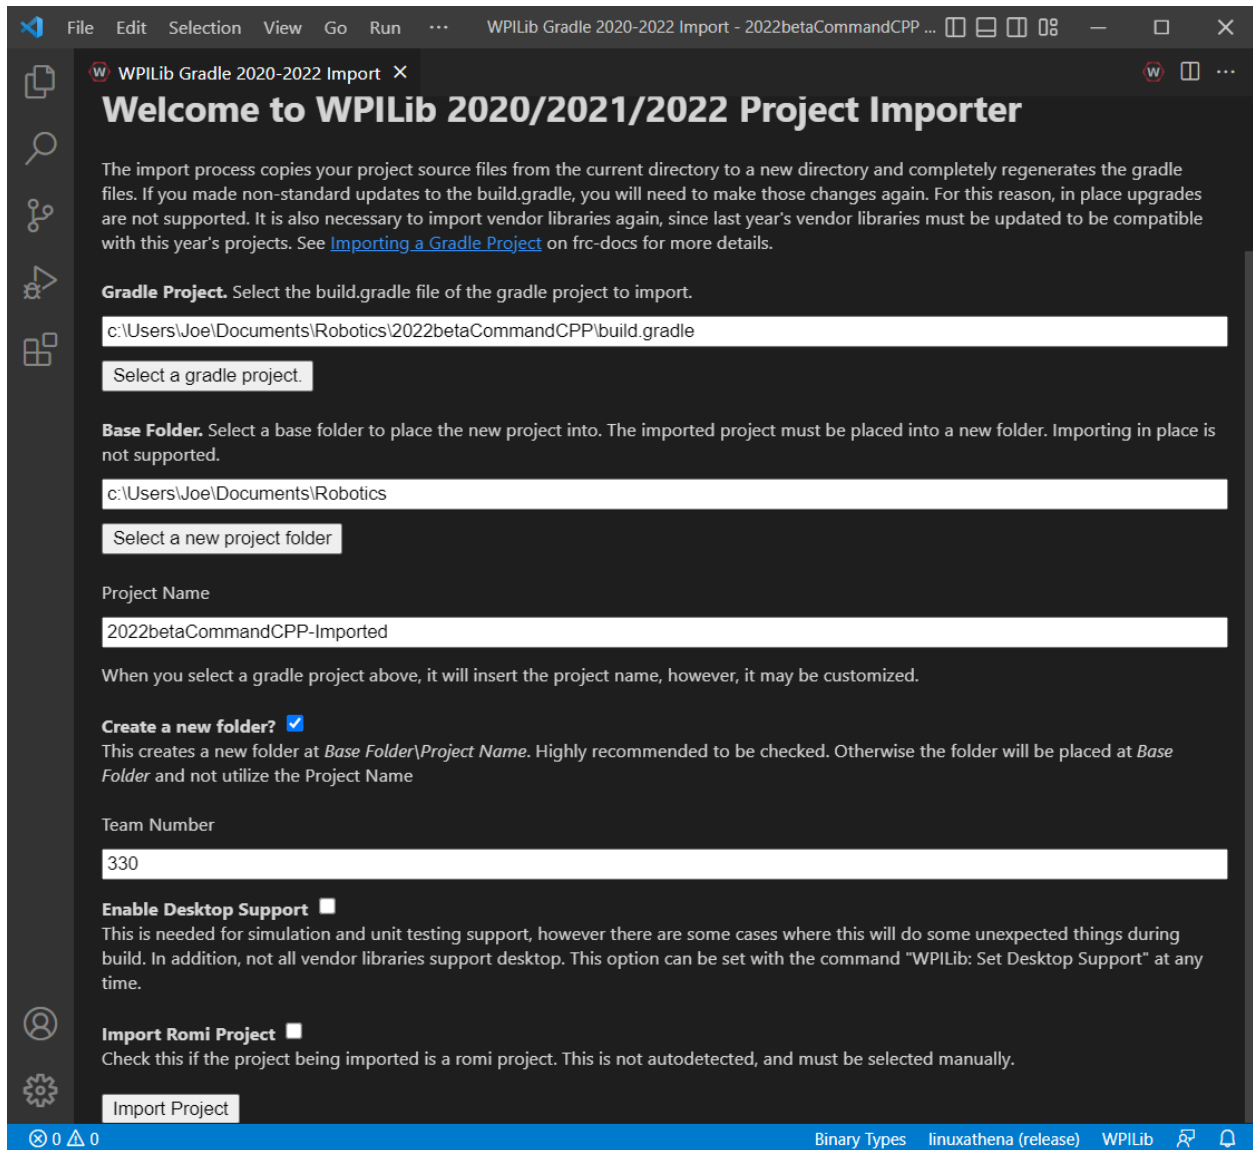 File Edit Selection View Go Run ··· WPILib Gradle 2020-2022 Import - 2022betaCommandCPP ...
WPILib Gradle 2020-2022 Import
Welcome to WPILib 2020/2021/2022 Project Importer
The import process copies your project source files from the current directory to a new directory and completely regenerates the gradle
files. If you made non-standard updates to the build.gradle, you will need to make those changes again. For this reason, in place upgrades
are not supported. It is also necessary to import vendor libraries again, since last year's vendor libraries must be updated to be compatible
with this year's projects. See Importing a Gradle Project on frc-docs for more details.
Gradle Project. Select the build.gradle file of the gradle project to import.
c:\Users\Joe\Documents\Robotics\2022betaCommandCPP\build.gradle
Select a gradle project.
Base Folder. Select a base folder to place the new project into. The imported project must be placed into a new folder. Importing in place is
not supported.
c:\Users\Joe\Documents\Robotics
Select a new project folder
Project Name
2022betaCommandCPP-Imported
When you select a gradle project above, it will insert the project name, however, it may be customized.
Create a new folder?
This creates a new folder at Base Folder\Project Name. Highly recommended to be checked. Otherwise the folder will be placed at Base
Folder and not utilize the Project Name
Team Number
330
Enable Desktop Support
This is needed for simulation and unit testing support, however there are some cases where this will do some unexpected things during
build. In addition, not all vendor libraries support desktop. This option can be set with the command "WPILib: Set Desktop Support" at any
time.
Import Romi Project
Check this if the project being imported is a romi project. This is not autodetected, and must be selected manually.
Import Project
0 0 Binary Types linuxathena (release) WPILib